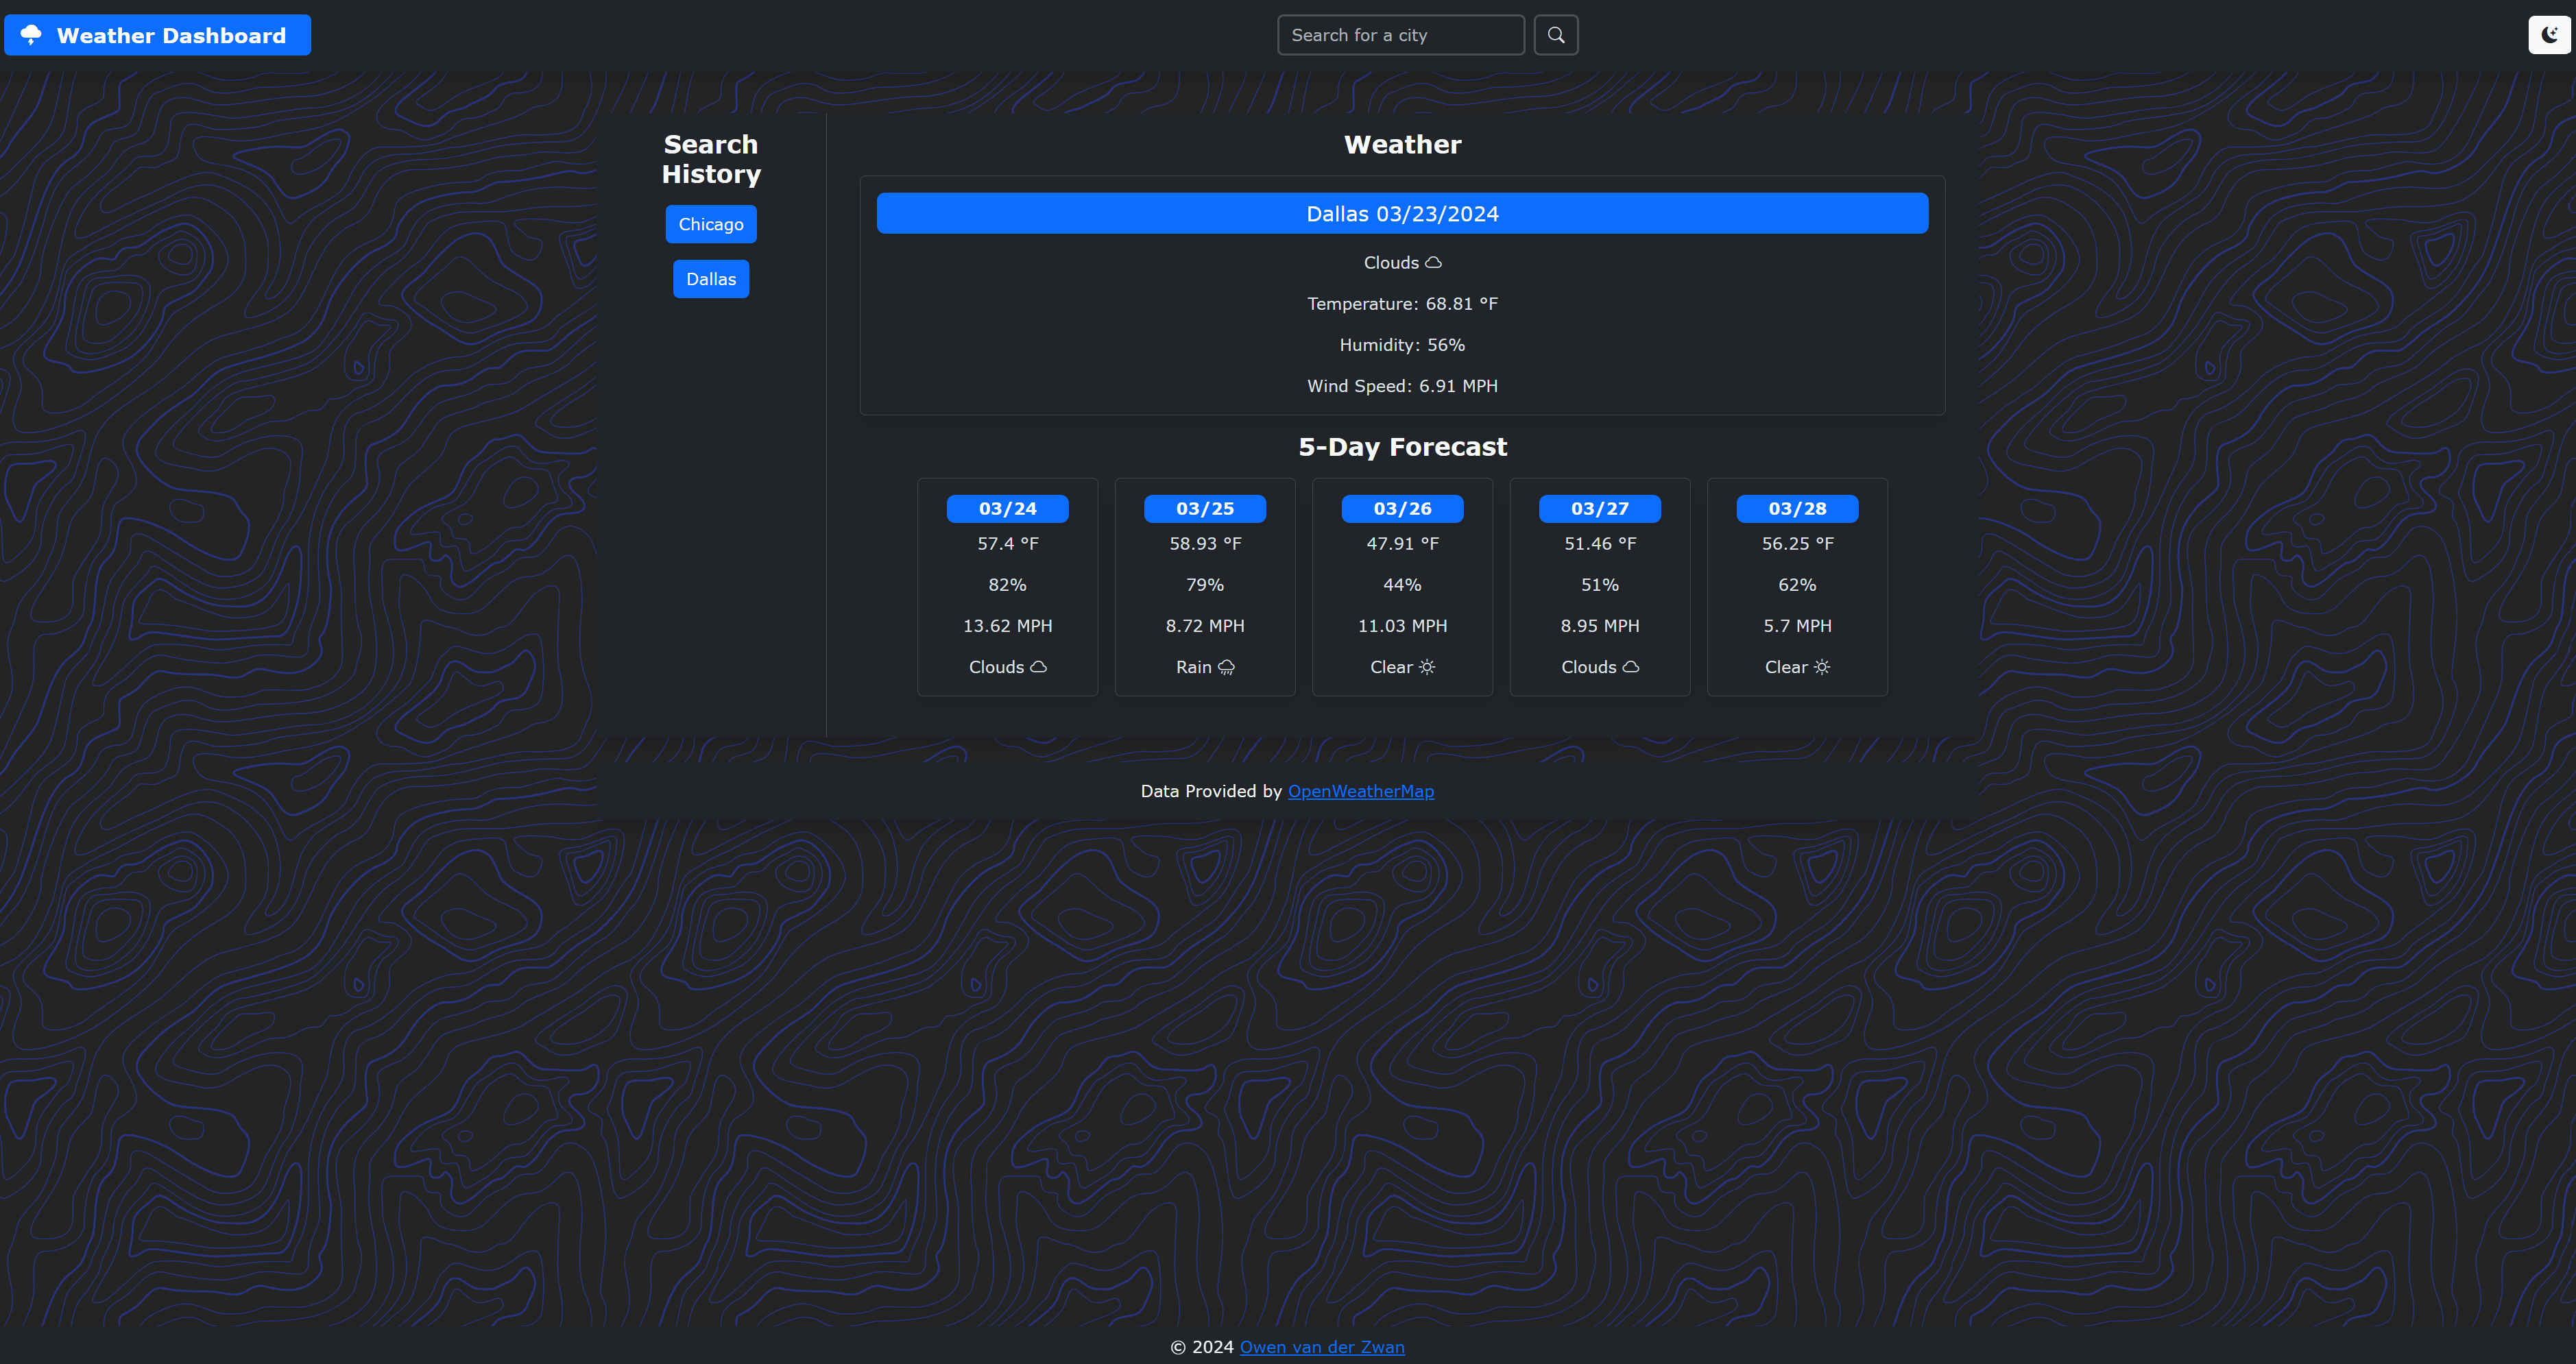 Weather Dashboard
Search for a city
Search
History
Chicago
Dallas
Weather
Dallas 03/23/2024
Clouds
Temperature: 68.81 °F
Humidity: 56%
Wind Speed: 6.91 MPH
5-Day Forecast
03/24
57.4 °F
82%
13.62 MPH
Clouds
03/25
58.93 °F
79%
8.72 MPH
Rain
03/26
47.91 °F
44%
11.03 MPH
Clear
03/27
51.46 °F
51%
8.95 MPH
Clouds
03/28
56.25 °F
62%
5.7 MPH
Clear
Data Provided by OpenWeatherMap
© 2024 Owen van der Zwan